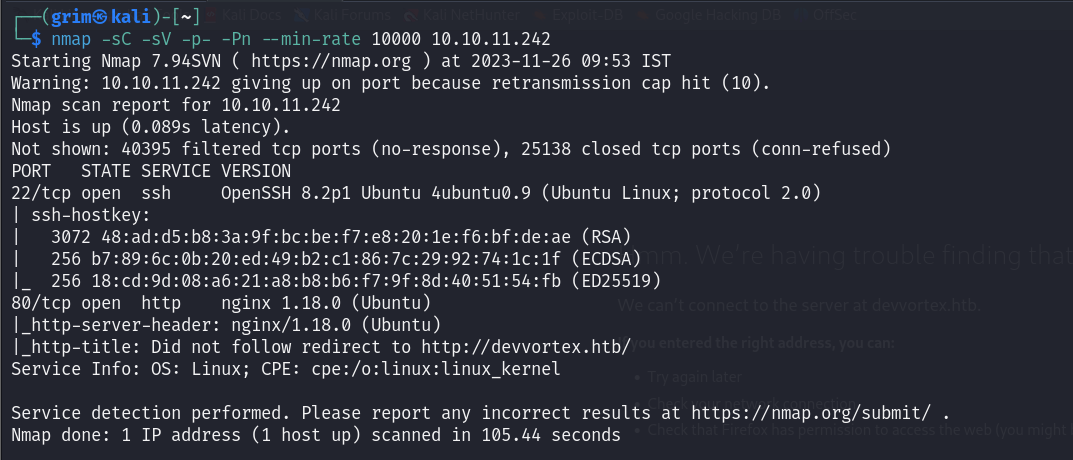 Kali Docs Kali Forums Kali NetHunter Exploit-DB Google Hacking DB OffSec
┌──(grim㉿kali)-[~]
└─$ nmap -sC -sV -p- -Pn --min-rate 10000 10.10.11.242
Starting Nmap 7.94SVN ( https://nmap.org ) at 2023-11-26 09:53 IST
Warning: 10.10.11.242 giving up on port because retransmission cap hit (10).
Nmap scan report for 10.10.11.242
Host is up (0.089s latency).
Not shown: 40395 filtered tcp ports (no-response), 25138 closed tcp ports (conn-refused)
PORT   STATE SERVICE VERSION
22/tcp open  ssh     OpenSSH 8.2p1 Ubuntu 4ubuntu0.9 (Ubuntu Linux; protocol 2.0)
| ssh-hostkey:
|   3072 48:ad:d5:b8:3a:9f:bc:be:f7:e8:20:1e:f6:bf:de:ae (RSA)
|   256 b7:89:6c:0b:20:ed:49:b2:c1:86:7c:29:92:74:1c:1f (ECDSA)
|_  256 18:cd:9d:08:a6:21:a8:b8:b6:f7:9f:8d:40:51:54:fb (ED25519)
80/tcp open  http    nginx 1.18.0 (Ubuntu)
|_http-server-header: nginx/1.18.0 (Ubuntu)
|_http-title: Did not follow redirect to http://devvortex.htb/
Service Info: OS: Linux; CPE: cpe:/o:linux:linux_kernel
Service detection performed. Please report any incorrect results at https://nmap.org/submit/ .
Nmap done: 1 IP address (1 host up) scanned in 105.44 seconds
We're having trouble finding that
We can't connect to the server at devvortex.htb.
you entered the right address, you can:
Try again later
Check your network connection
Check that Firefox has permission to access the web (you might